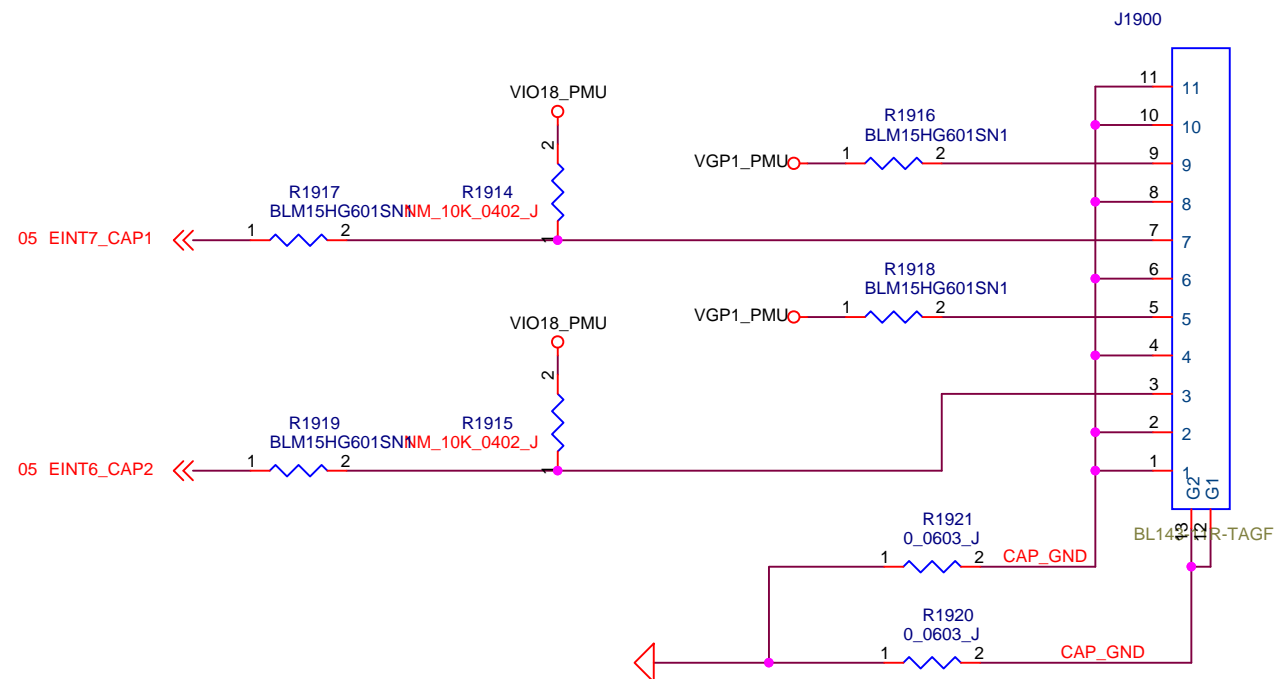 J1900
VIO18_PMU
R1916
BLM15HG601SN1
VGP1_PMU
1
2
2
R1917
BLM15HG601SN1
R1914
NM_10K_0402_J
05 EINT7_CAP1
1
2
1
R1918
BLM15HG601SN1
VGP1_PMU
1
2
VIO18_PMU
2
R1919
BLM15HG601SN1
R1915
NM_10K_0402_J
05 EINT6_CAP2
1
2
1
11 11
10 10
9 9
8 8
7 7
6 6
5 5
4 4
3 3
2 2
1 1
G2
G1
13
12
R-TAGF
R1921
0_0603_J
1
2
CAP_GND
R1920
0_0603_J
1
2
CAP_GND